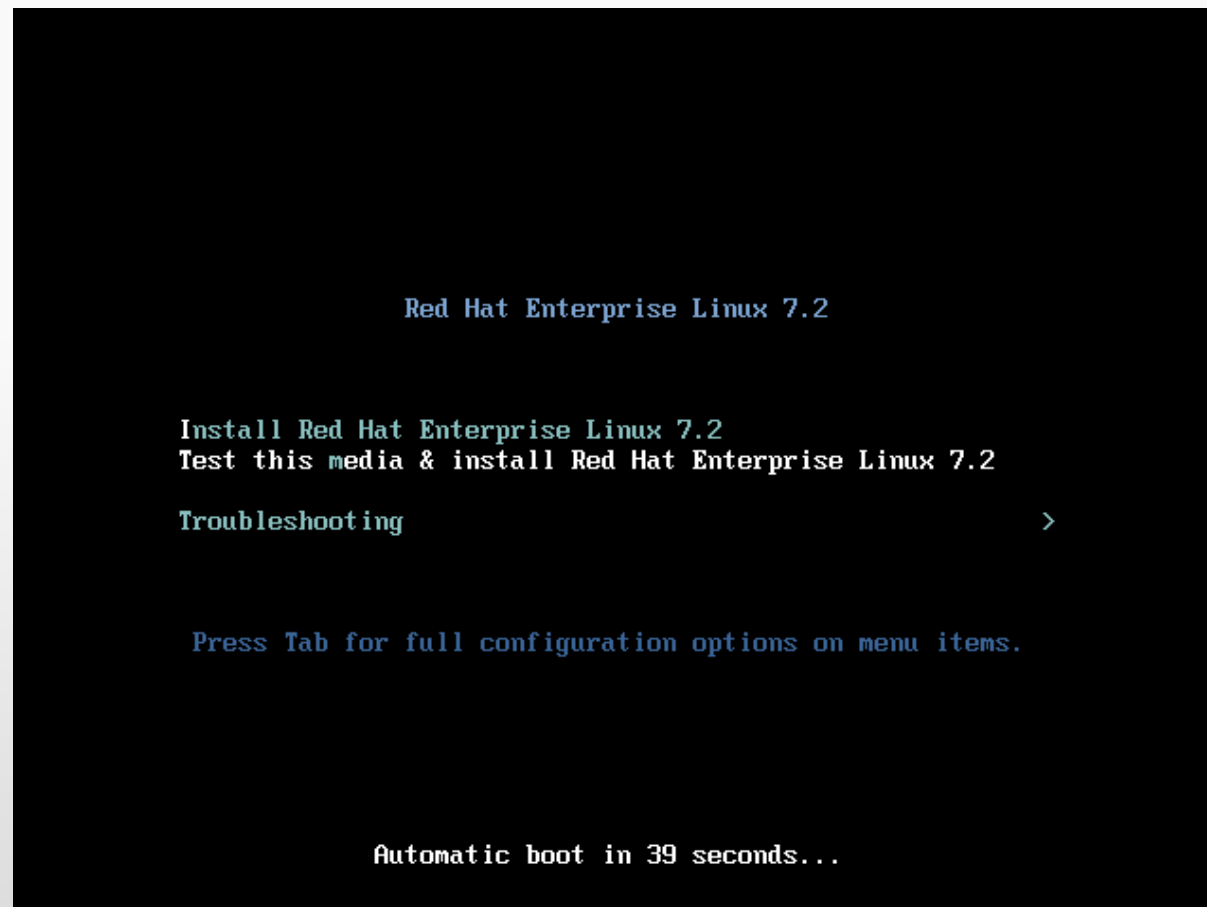 Red Hat Enterprise Linux 7.2
Install Red Hat Enterprise Linux 7.2
Test this media & install Red Hat Enterprise Linux 7.2
Troubleshooting >
Press Tab for full configuration options on menu items.
Automatic boot in 39 seconds...